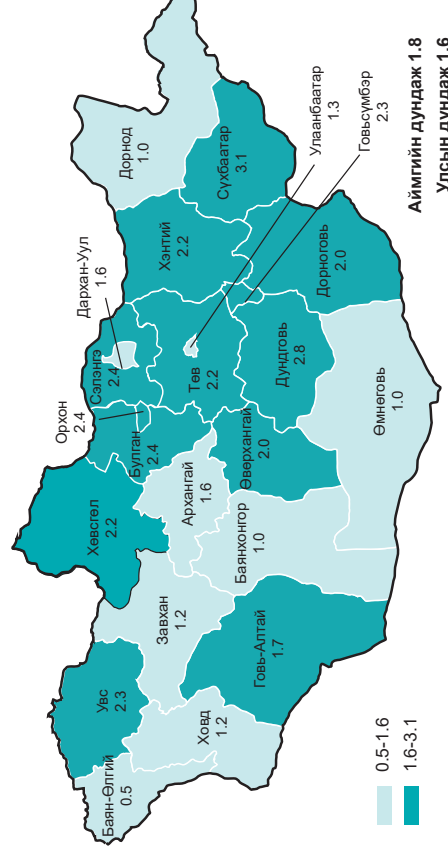 Баян-Өлгий
0.5
Увс
2.3
Ховд
1.2
Завхан
1.2
Говь-Алтай
1.7
Хөвсгөл
2.2
Баянхонгор
1.0
Архангай
1.6
Орхон
2.4
Булган
2.4
Өвөрхангай
2.0
Дархан-Уул
1.6
Сэлэнгэ
2.4
Төв
2.2
Дундговь
2.8
Өмнөговь
1.0
Хэнтий
2.2
Дорнод
1.0
Сүхбаатар
3.1
Улаанбаатар
1.3
Говьсүмбэр
2.3
Дорноговь
2.0
0.5-1.6
1.6-3.1
Аймгийн дундаж 1.8
Улсын дундаж 1.6